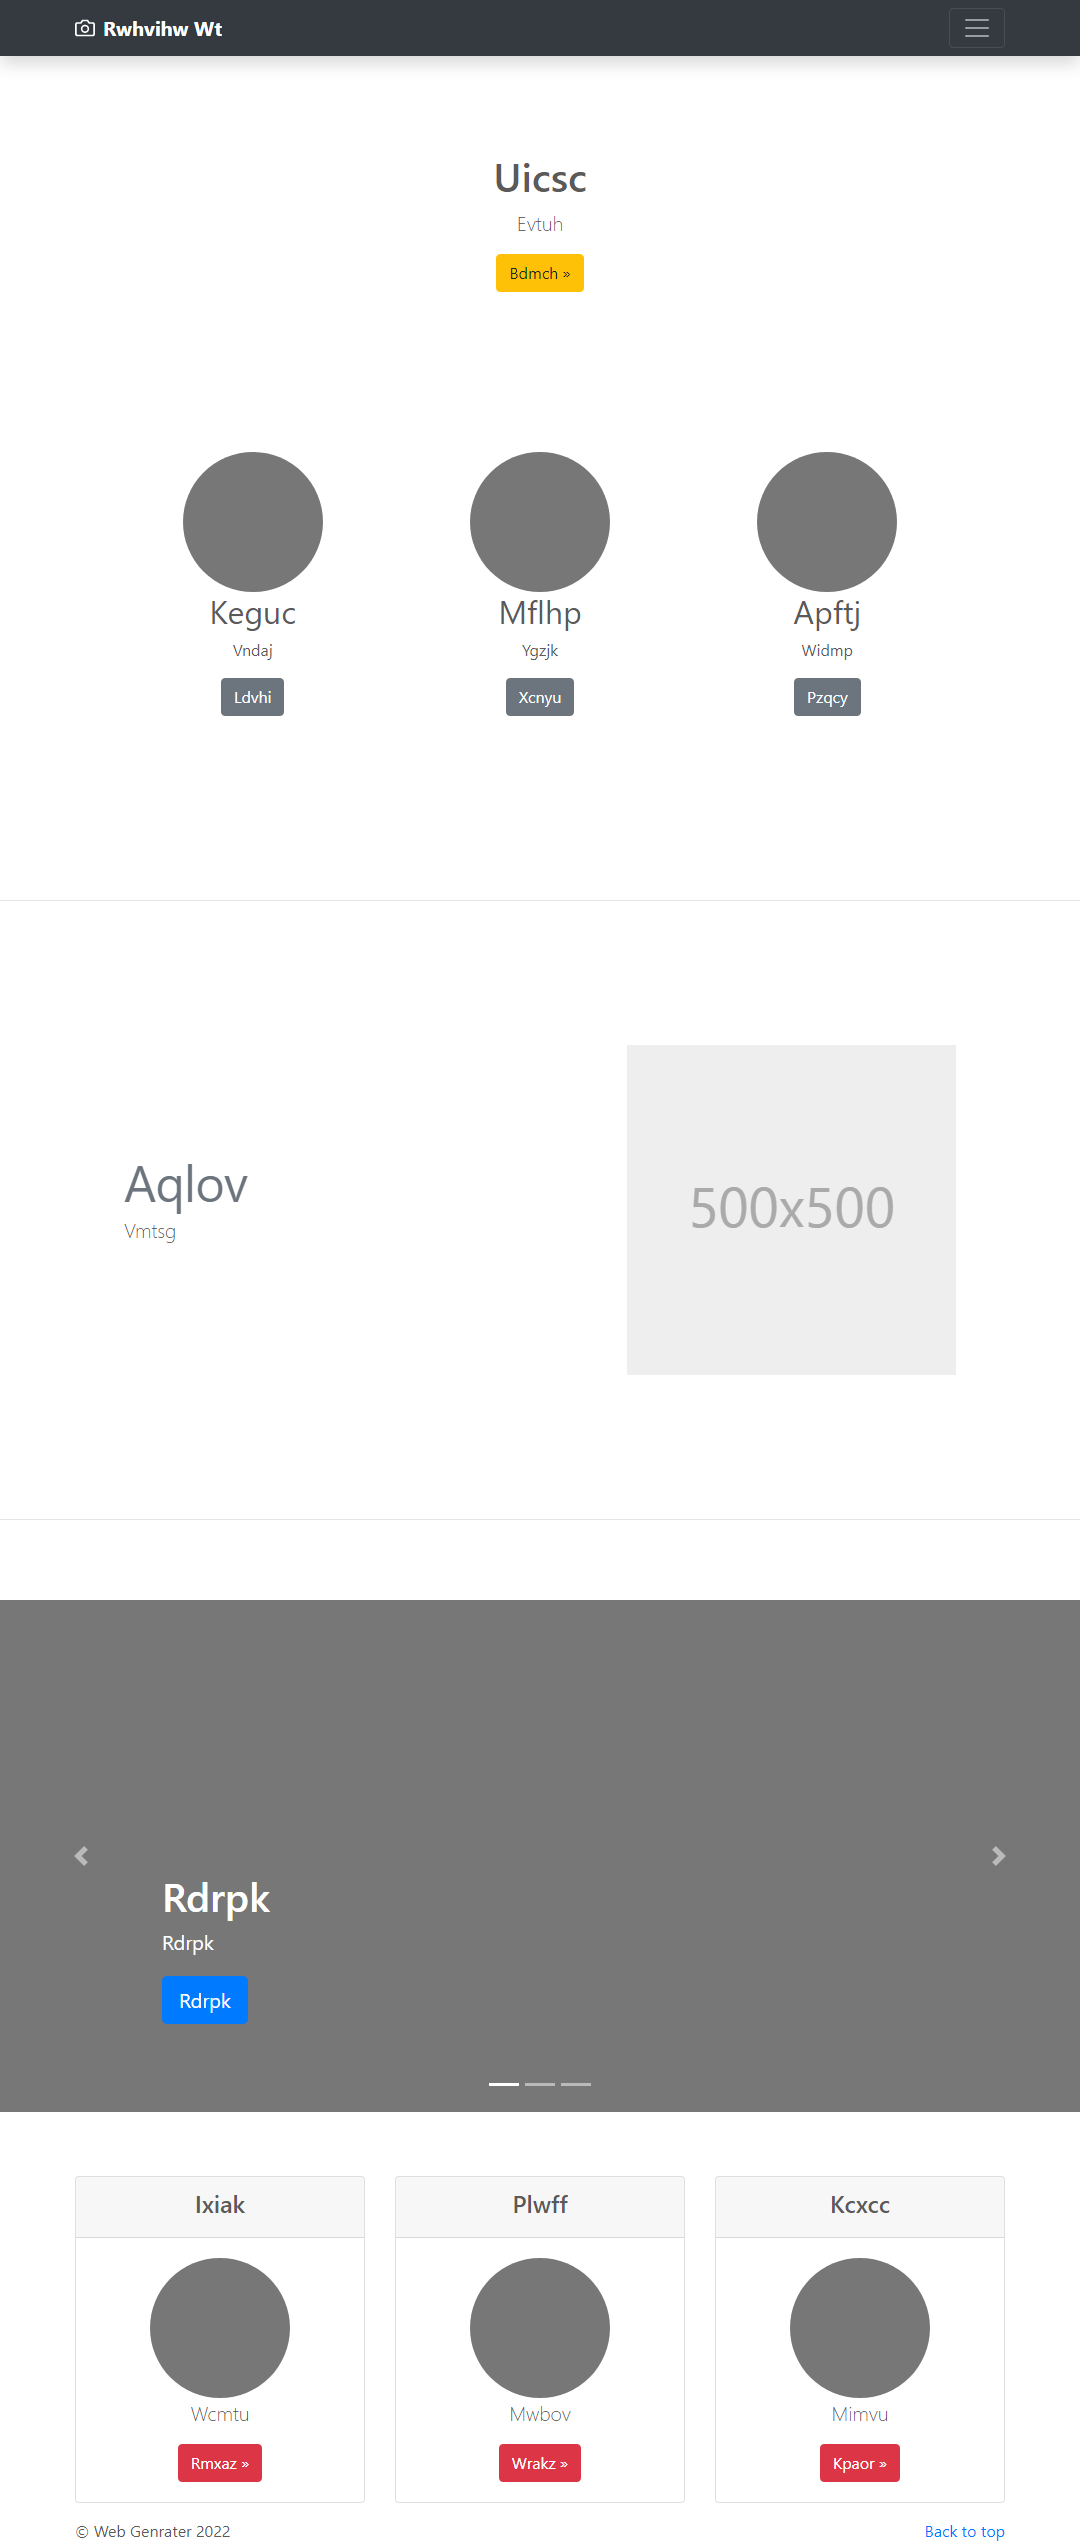 Rwhvihw Wt
Uicsc
Evtuh
Bdmch »
Keguc
Vndaj
Ldvhi
Mflhp
Ygzjk
Xcnyu
Apftj
Widmp
Pzqcy
Aqlov
Vmtsg
500x500
Rdrpk
Rdrpk
Rdrpk
Ixiak
Wcmtu
Rmxaz »
Plwff
Mwbov
Wrakz »
Kcxcc
Mimvu
Kpaor »
© Web Genrater 2022
Back to top